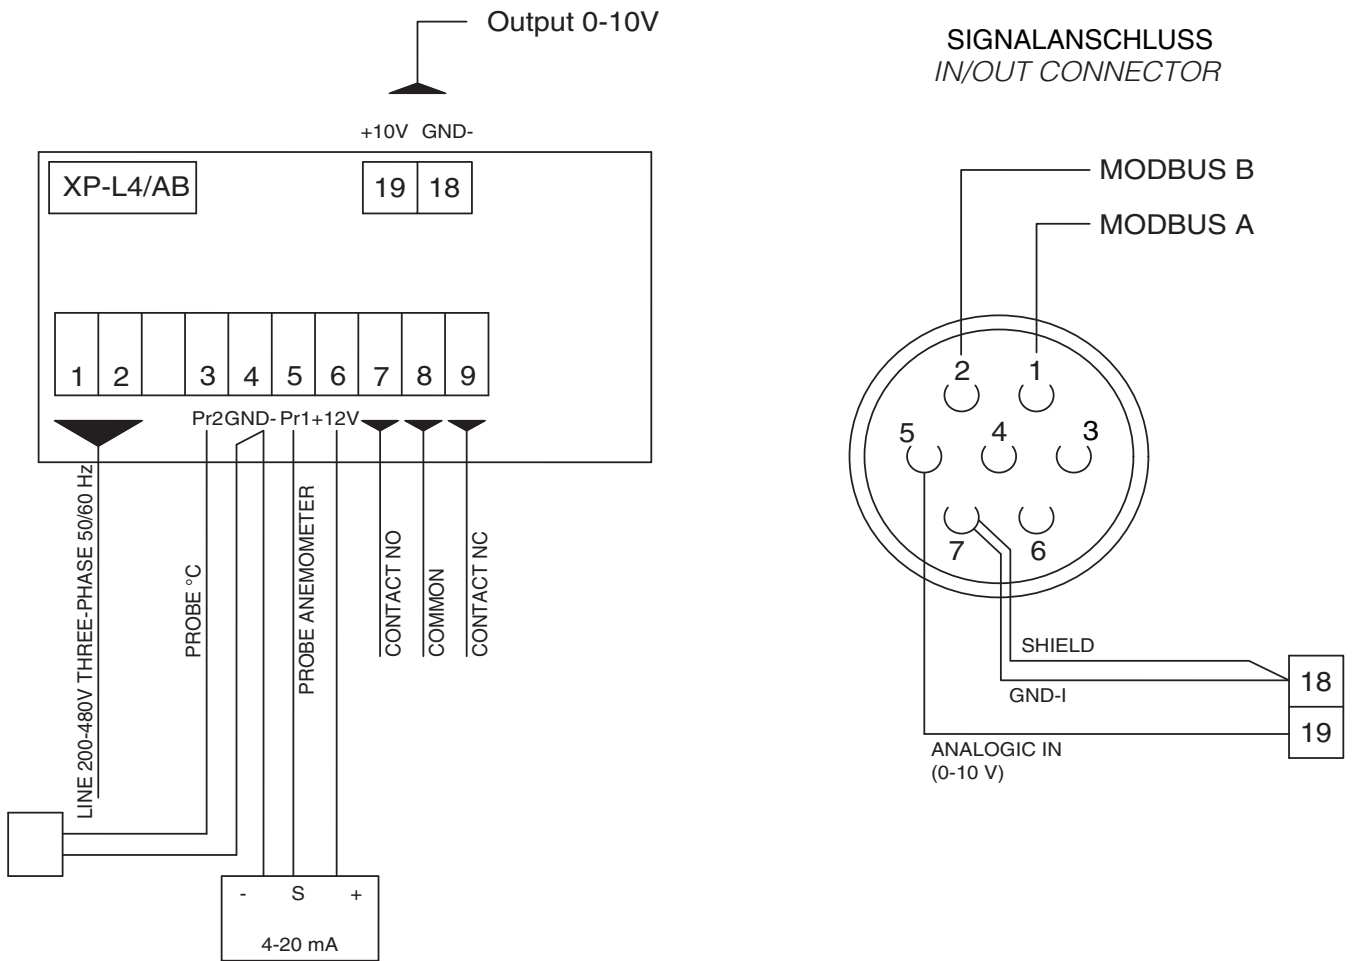 Output 0-10V
+10V GND-
XP-L4/AB
19 18
1 2 3 4 5 6 7 8 9
Pr2GND- Pr1+12V
LINE 200-480V THREE-PHASE 50/60 Hz
PROBE °C
PROBE ANEMOMETER
CONTACT NO
COMMON
CONTACT NC
- S +
4-20 mA
SIGNALANSCHLUSS
IN/OUT CONNECTOR
MODBUS B
MODBUS A
2 1
5 4 3
7 6
SHIELD
GND-I
18
19
ANALOGIC IN
(0-10 V)